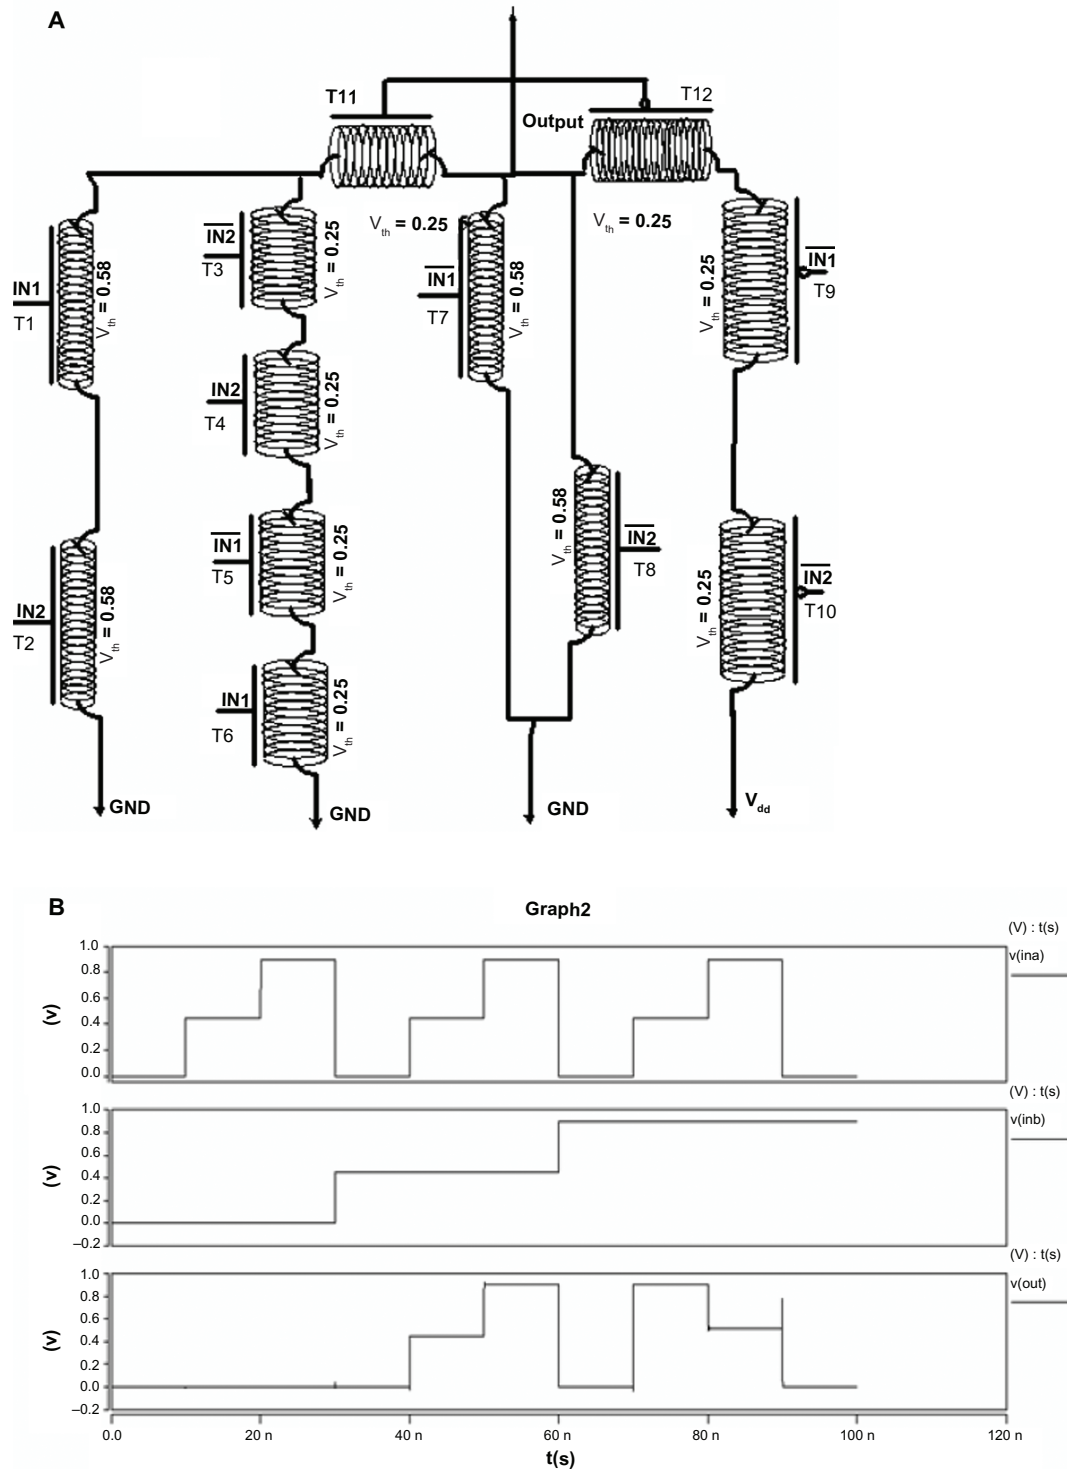 A
T11
T12
Output
V_th = 0.25
V_th = 0.25
IN1
T1
V_th = 0.58
IN2
T3
V_th = 0.25
IN1
T7
V_th = 0.58
V_th = 0.25
IN1
T9
IN2
T4
V_th = 0.25
IN1
T5
V_th = 0.25
V_th = 0.58
IN2
T8
IN2
T2
V_th = 0.58
V_th = 0.25
IN2
T10
IN1
T6
V_th = 0.25
GND
GND
GND
V_dd
B
Graph2
(V) : t(s)
v(ina)
(v)
1.0
0.8
0.6
0.4
0.2
0.0
(V) : t(s)
v(inb)
(v)
1.0
0.8
0.6
0.4
0.2
0.0
–0.2
(V) : t(s)
v(out)
(v)
1.0
0.8
0.6
0.4
0.2
0.0
–0.2
0.0 20 n 40 n 60 n 80 n 100 n 120 n
t(s)